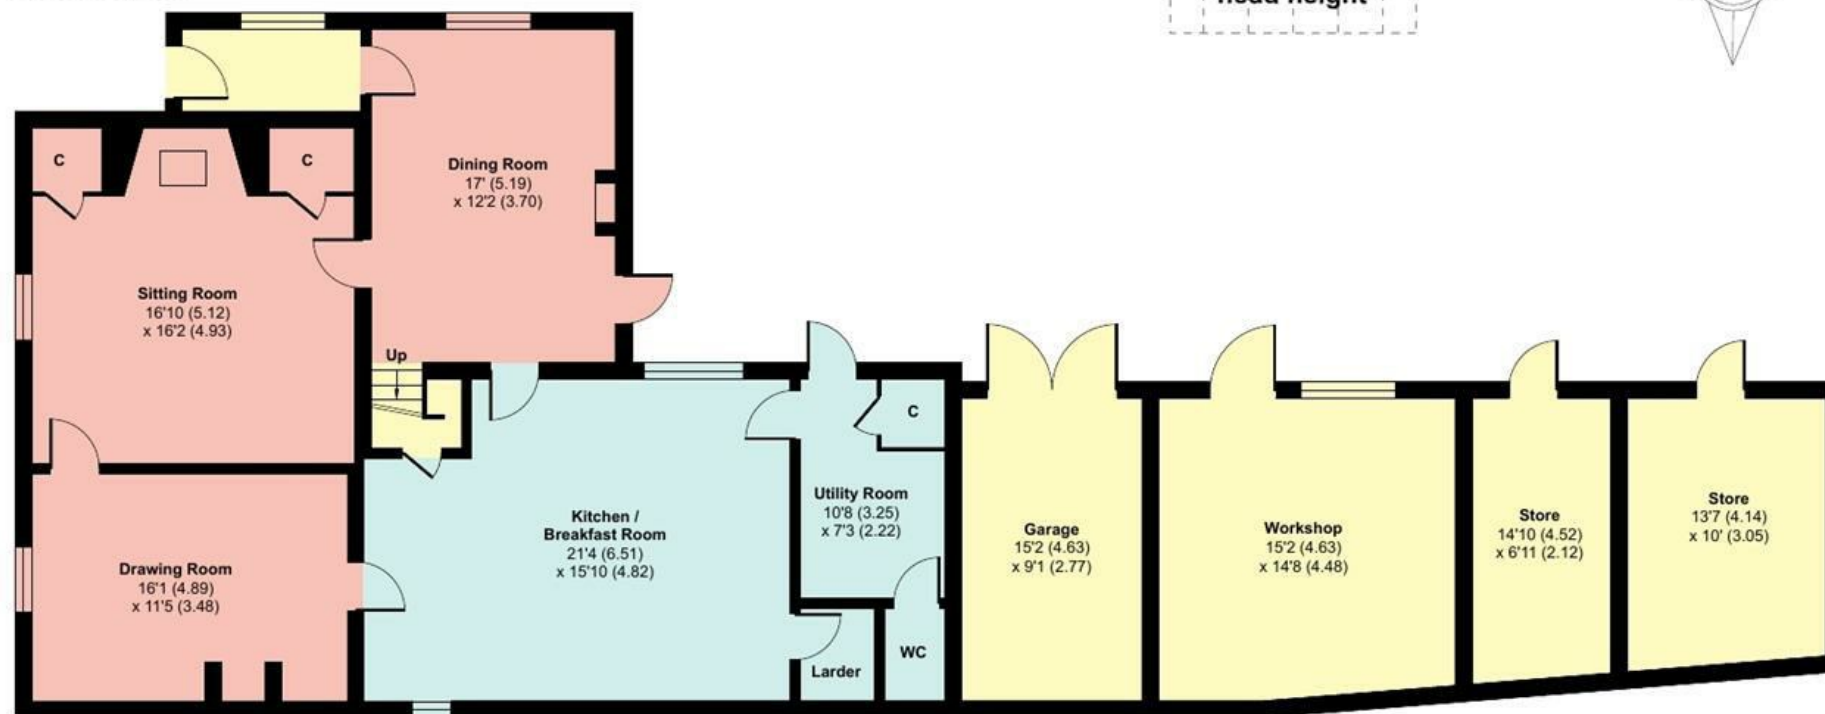 head height
C
C
Dining Room
17' (5.19)
x 12'2 (3.70)
Sitting Room
16'10 (5.12)
x 16'2 (4.93)
Up
C
Utility Room
10'8 (3.25)
x 7'3 (2.22)
Kitchen /
Breakfast Room
21'4 (6.51)
x 15'10 (4.82)
Garage
15'2 (4.63)
x 9'1 (2.77)
Workshop
15'2 (4.63)
x 14'8 (4.48)
Store
14'10 (4.52)
x 6'11 (2.12)
Store
13'7 (4.14)
x 10' (3.05)
Drawing Room
16'1 (4.89)
x 11'5 (3.48)
Larder
WC